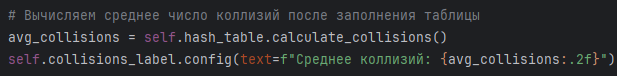 # Вычисляем среднее число коллизий после заполнения таблицы
avg_collisions = self.hash_table.calculate_collisions()
self.collisions_label.config(text=f"Среднее коллизий: {avg_collisions:.2f}")